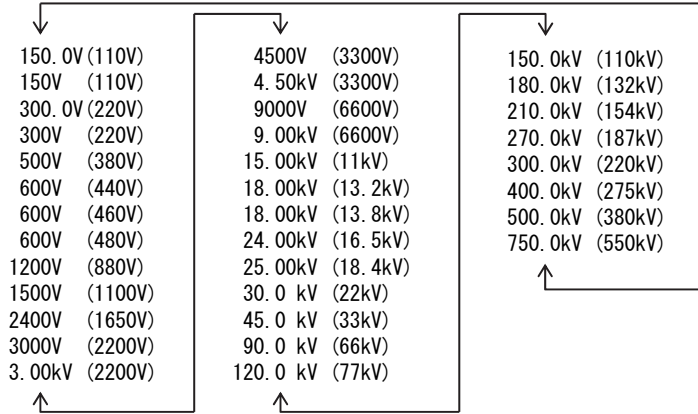 150.0V(110V)
150V (110V)
300.0V(220V)
300V (220V)
500V (380V)
600V (440V)
600V (460V)
600V (480V)
1200V (880V)
1500V (1100V)
2400V (1650V)
3000V (2200V)
3.00kV (2200V)
4500V (3300V)
4.50kV (3300V)
9000V (6600V)
9.00kV (6600V)
15.00kV (11kV)
18.00kV (13.2kV)
18.00kV (13.8kV)
24.00kV (16.5kV)
25.00kV (18.4kV)
30.0 kV (22kV)
45.0 kV (33kV)
90.0 kV (66kV)
120.0 kV (77kV)
150.0kV (110kV)
180.0kV (132kV)
210.0kV (154kV)
270.0kV (187kV)
300.0kV (220kV)
400.0kV (275kV)
500.0kV (380kV)
750.0kV (550kV)